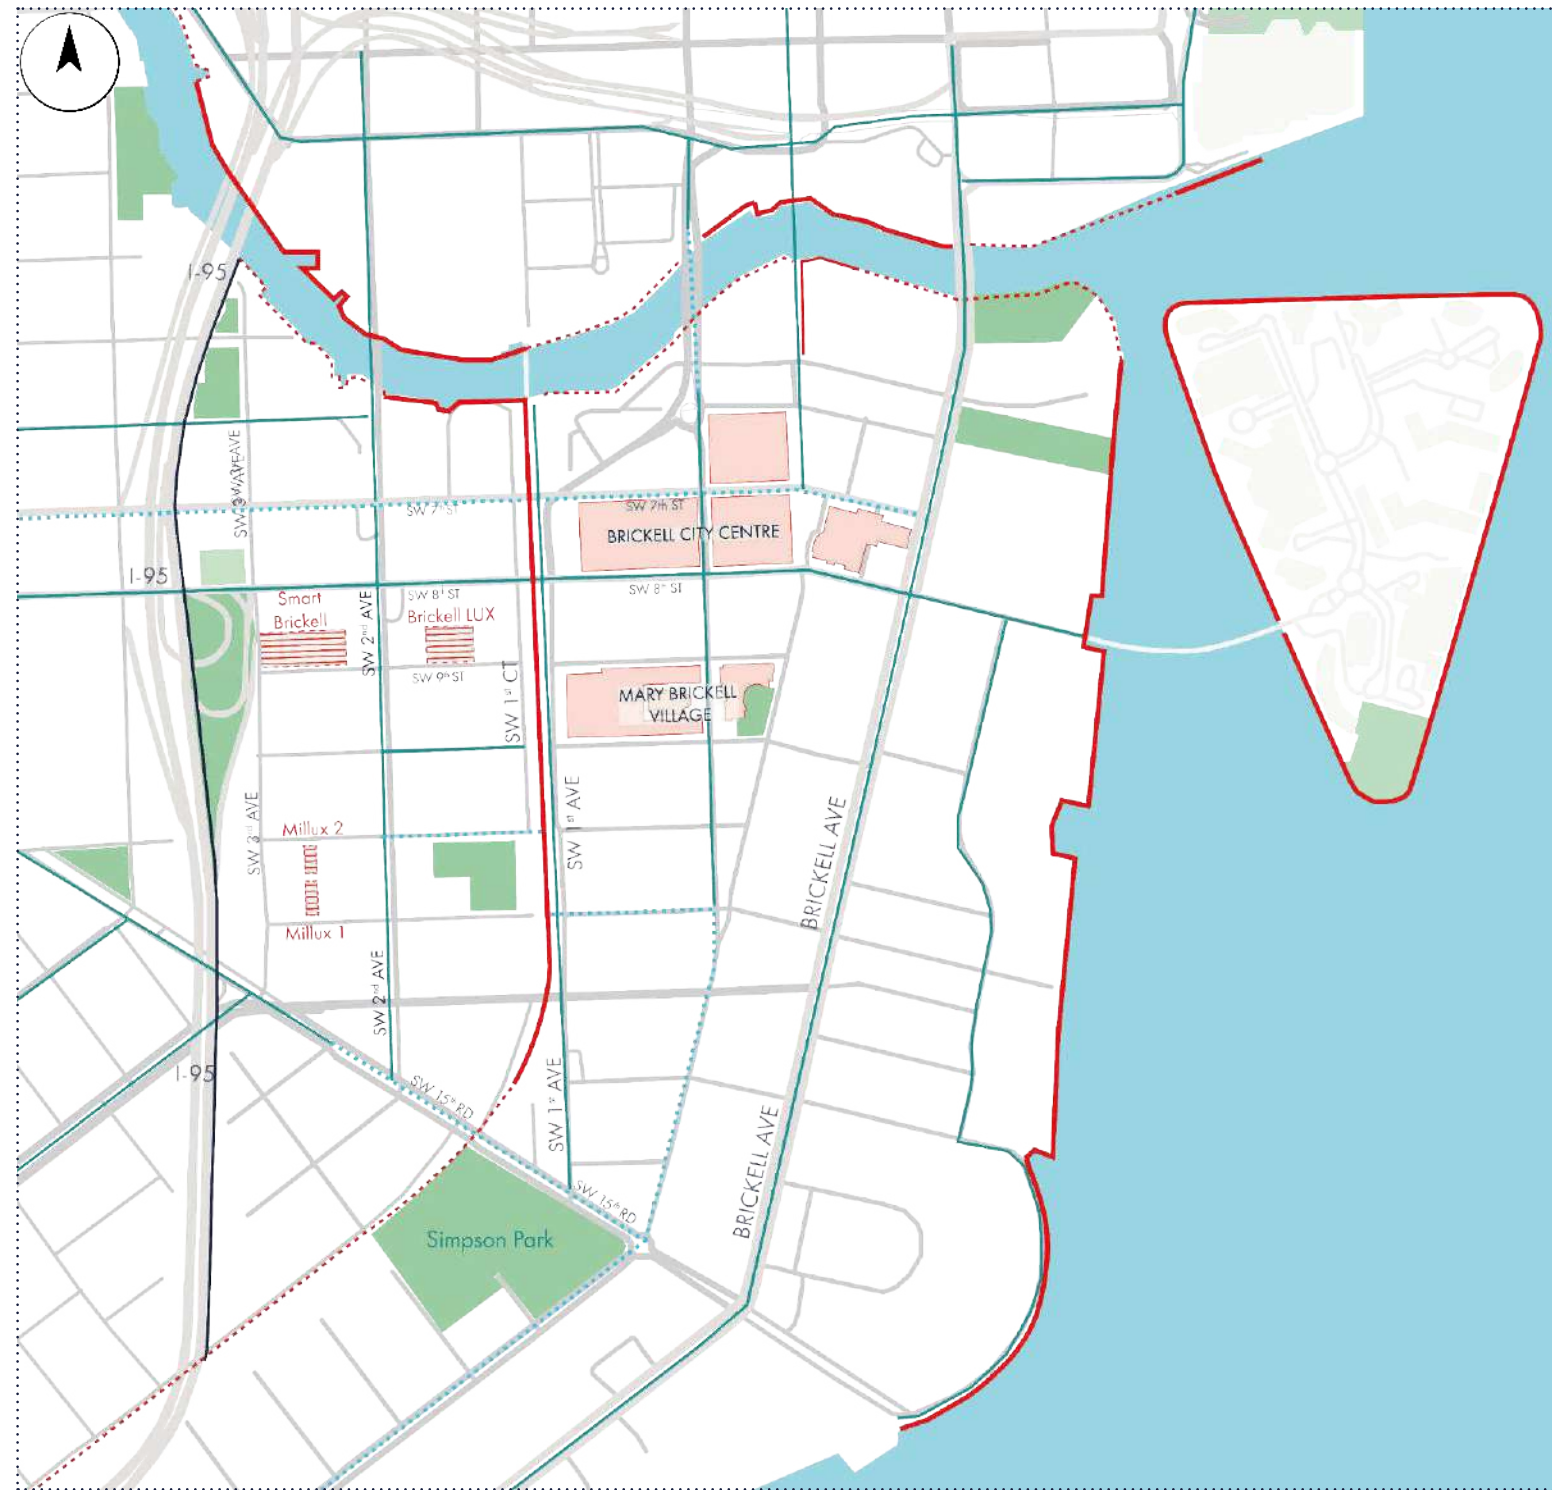 I-95
SW 3rd AVE
SW 7th ST
SW 7th ST
BRICKELL CITY CENTRE
I-95
SW 8th ST
SW 8th ST
Smart
Brickell
Brickell LUX
SW 2nd AVE
SW 9th ST
SW 1st CT
MARY BRICKELL
VILLAGE
SW 3rd AVE
Millux 2
SW 1st AVE
BRICKELL AVE
Millux 1
SW 2nd AVE
I-95
SW 15th RD
SW 1st AVE
BRICKELL AVE
SW 15th RD
Simpson Park